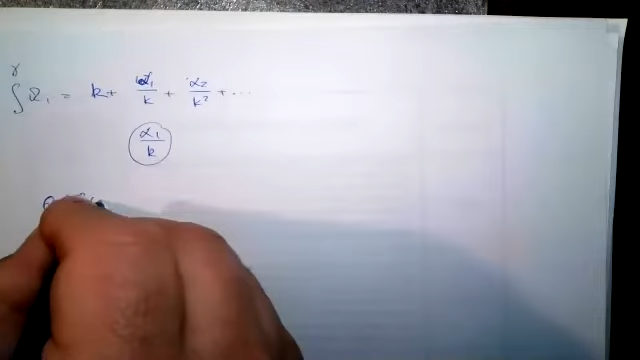 ∫^γ Ω₁ = k + α₁/k + α₂/k² + ...
α₁/k